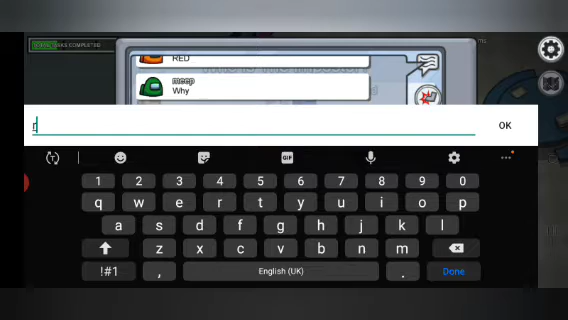 TASKS COMPLETED
RED
meep
Why
r
OK
GIF
1 2 3 4 5 6 7 8 9 0
q w e r t y u i o p
a s d f g h j k l
z x c v b n m
!#1 , English (UK) . Done